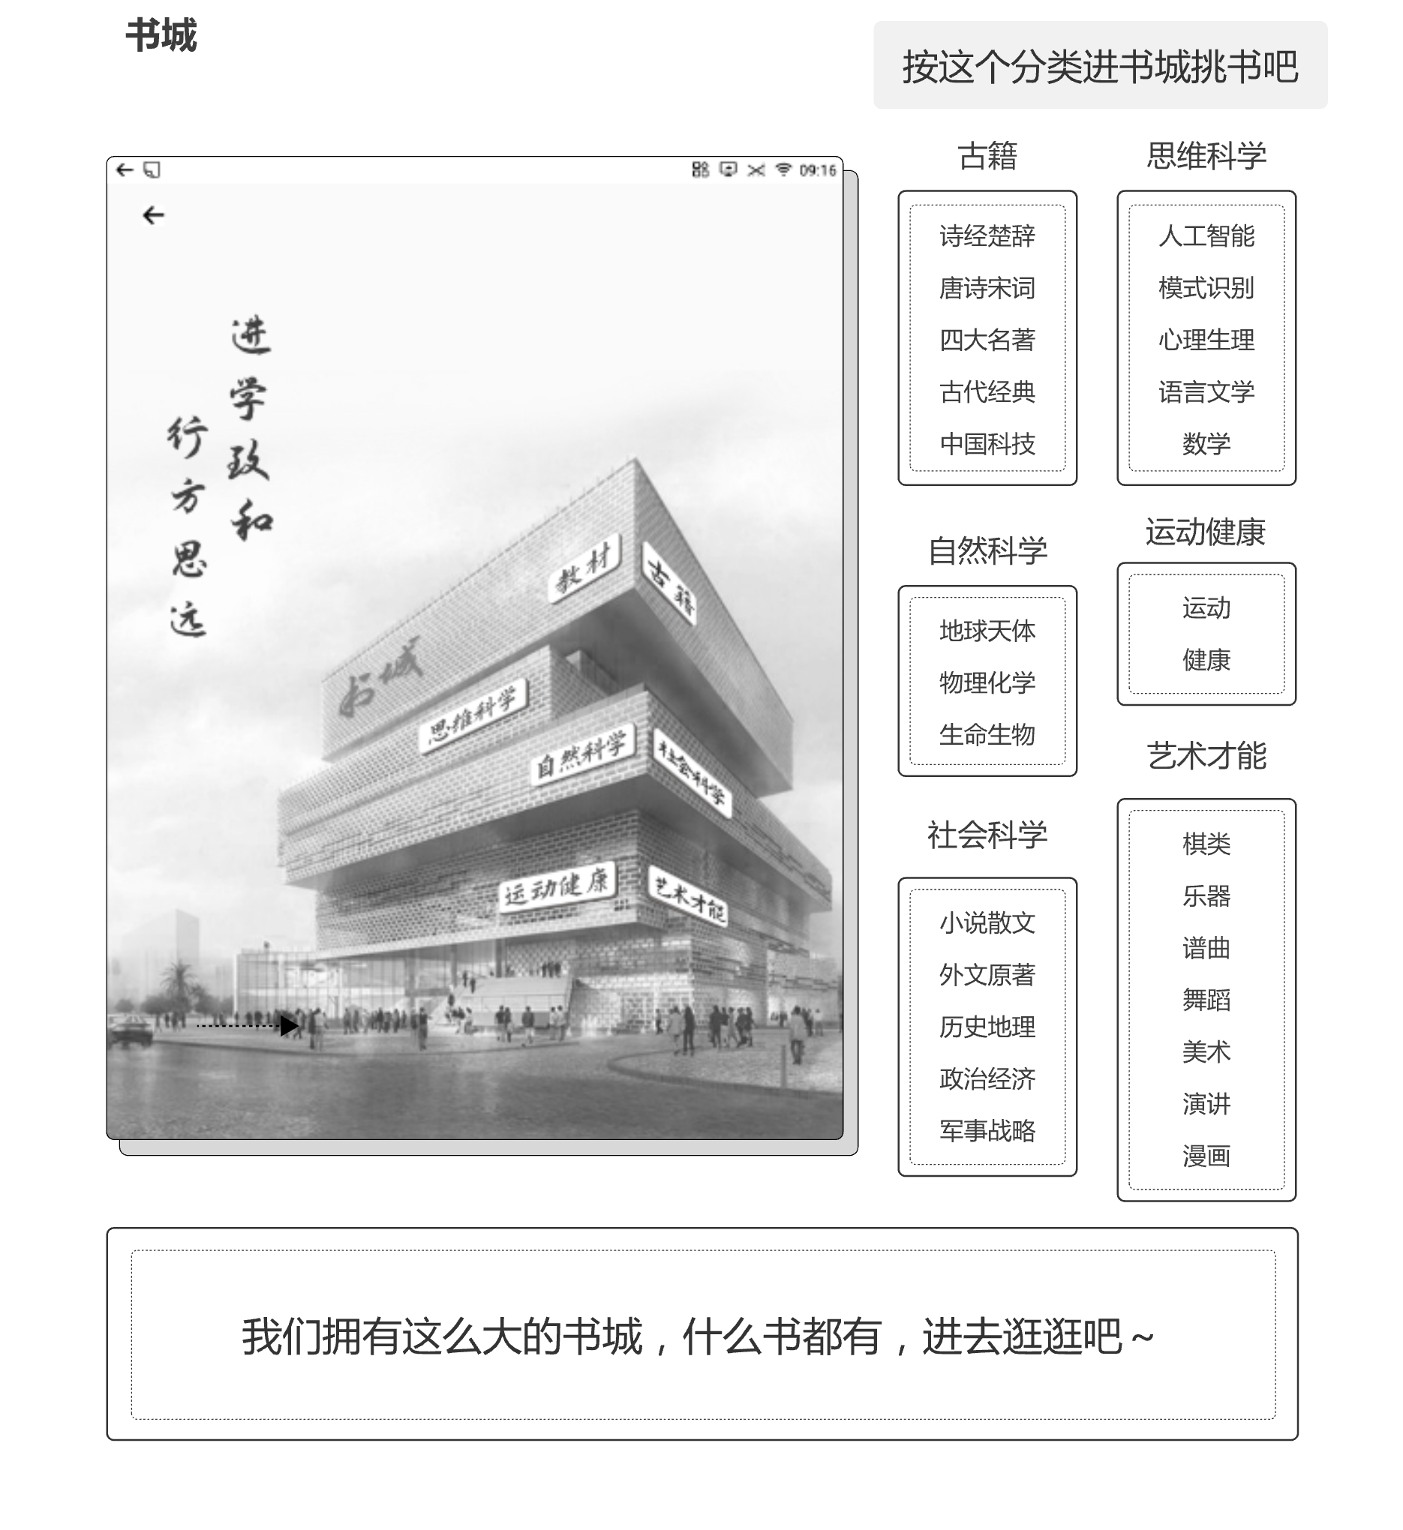 书城
按这个分类进书城挑书吧
09:16
进学致和
行方思远
教材
古籍
书城
思维科学
自然科学
社会科学
运动健康
艺术才能
古籍
诗经楚辞
唐诗宋词
四大名著
古代经典
中国科技
自然科学
地球天体
物理化学
生命生物
社会科学
小说散文
外文原著
历史地理
政治经济
军事战略
思维科学
人工智能
模式识别
心理生理
语言文学
数学
运动健康
运动
健康
艺术才能
棋类
乐器
谱曲
舞蹈
美术
演讲
漫画
我们拥有这么大的书城，什么书都有，进去逛逛吧～